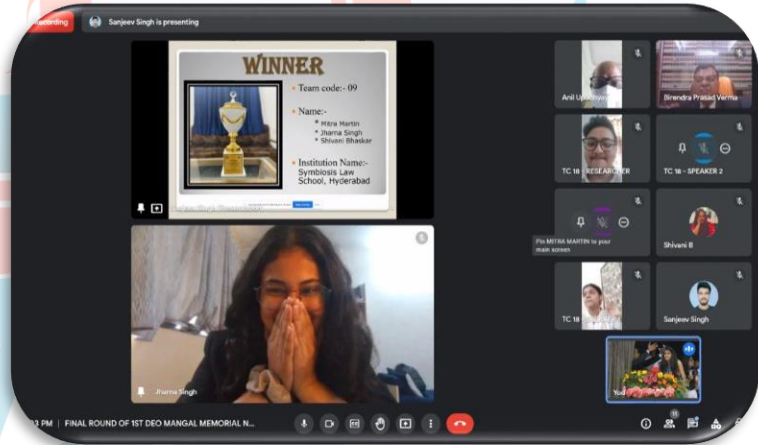 Recording
Sanjeev Singh is presenting
WINNER
Team code:- 09
Name:-
* Mitra Martin
* Jharna Singh
* Shivani Bhaskar
Institution Name:-
Symbiosis Law
School, Hyderabad
Jharna Singh
Birendra Prasad Verma
TC 18 - RESEARCHER
TC 18 - SPEAKER 2
Pin MITRA MARTIN to your
main screen
Shivani B
TC 18
Sanjeev Singh
PM | FINAL ROUND OF 1ST DEO MANGAL MEMORIAL N...
11